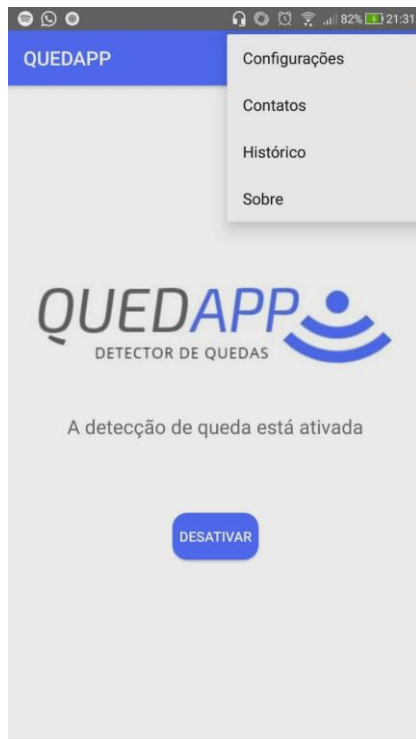 82% 21:31
QUEDAPP
Configurações
Contatos
Histórico
Sobre
QUEDAPP
DETECTOR DE QUEDAS
A detecção de queda está ativada
DESATIVAR